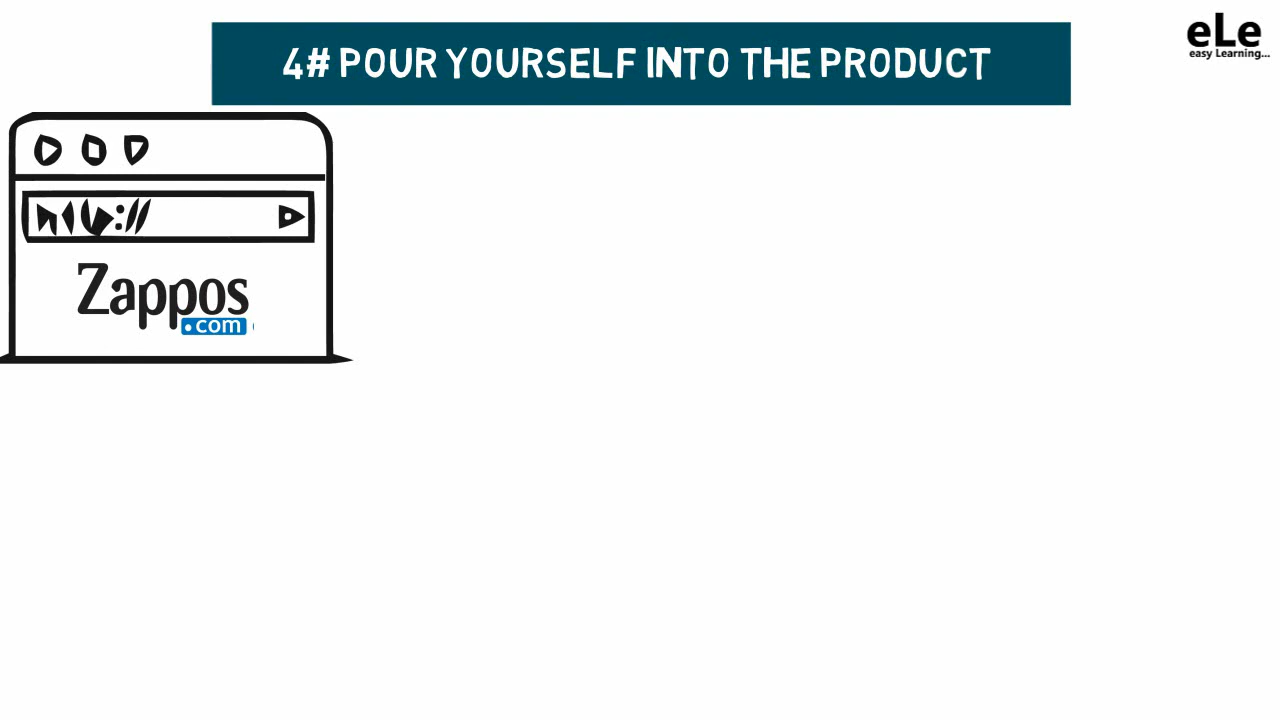 4# POUR YOURSELF INTO THE PRODUCT
eLe
easy Learning...
Zappos
.com